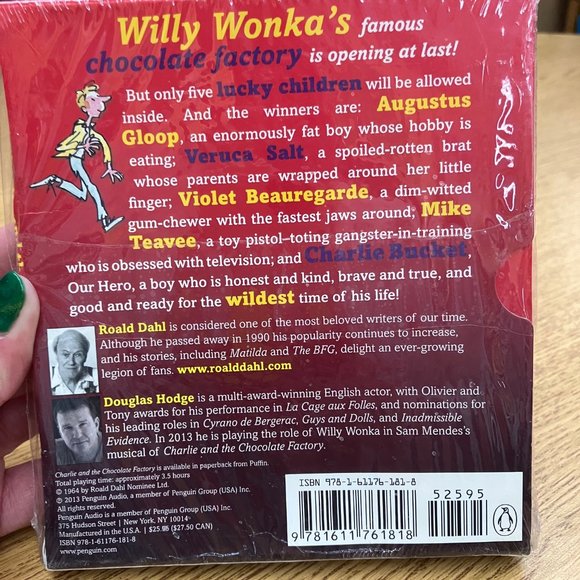 Willy Wonka's famous
chocolate factory is opening at last!
But only five lucky children will be allowed
inside. And the winners are: Augustus
Gloop, an enormously fat boy whose hobby is
eating; Veruca Salt, a spoiled-rotten brat
whose parents are wrapped around her little
finger; Violet Beauregarde, a dim-witted
gum-chewer with the fastest jaws around; Mike
Teavee, a toy pistol-toting gangster-in-training
who is obsessed with television; and Charlie Bucket,
Our Hero, a boy who is honest and kind, brave and true, and
good and ready for the wildest time of his life!
Roald Dahl is considered one of the most beloved writers of our time.
Although he passed away in 1990 his popularity continues to increase,
and his stories, including Matilda and The BFG, delight an ever-growing
legion of fans. www.roalddahl.com
Douglas Hodge is a multi-award-winning English actor, with Olivier and
Tony awards for his performance in La Cage aux Folles, and nominations for
his leading roles in Cyrano de Bergerac, Guys and Dolls, and Inadmissible
Evidence. In 2013 he is playing the role of Willy Wonka in Sam Mendes's
musical of Charlie and the Chocolate Factory.
Charlie and the Chocolate Factory is available in paperback from Puffin.
Total playing time: approximately 3.5 hours
© 1964 by Roald Dahl Nominee Ltd.
℗ 2013 Penguin Audio, a member of Penguin Group (USA) Inc.
All rights reserved.
Penguin Audio, a member of Penguin Group (USA) Inc.
375 Hudson Street | New York, NY 10014
Manufactured in the U.S.A. | $25.95 ($27.50 CAN)
ISBN 978-1-61176-181-8
www.penguin.com
ISBN 978-1-61176-181-8
52595
9 781611 761818